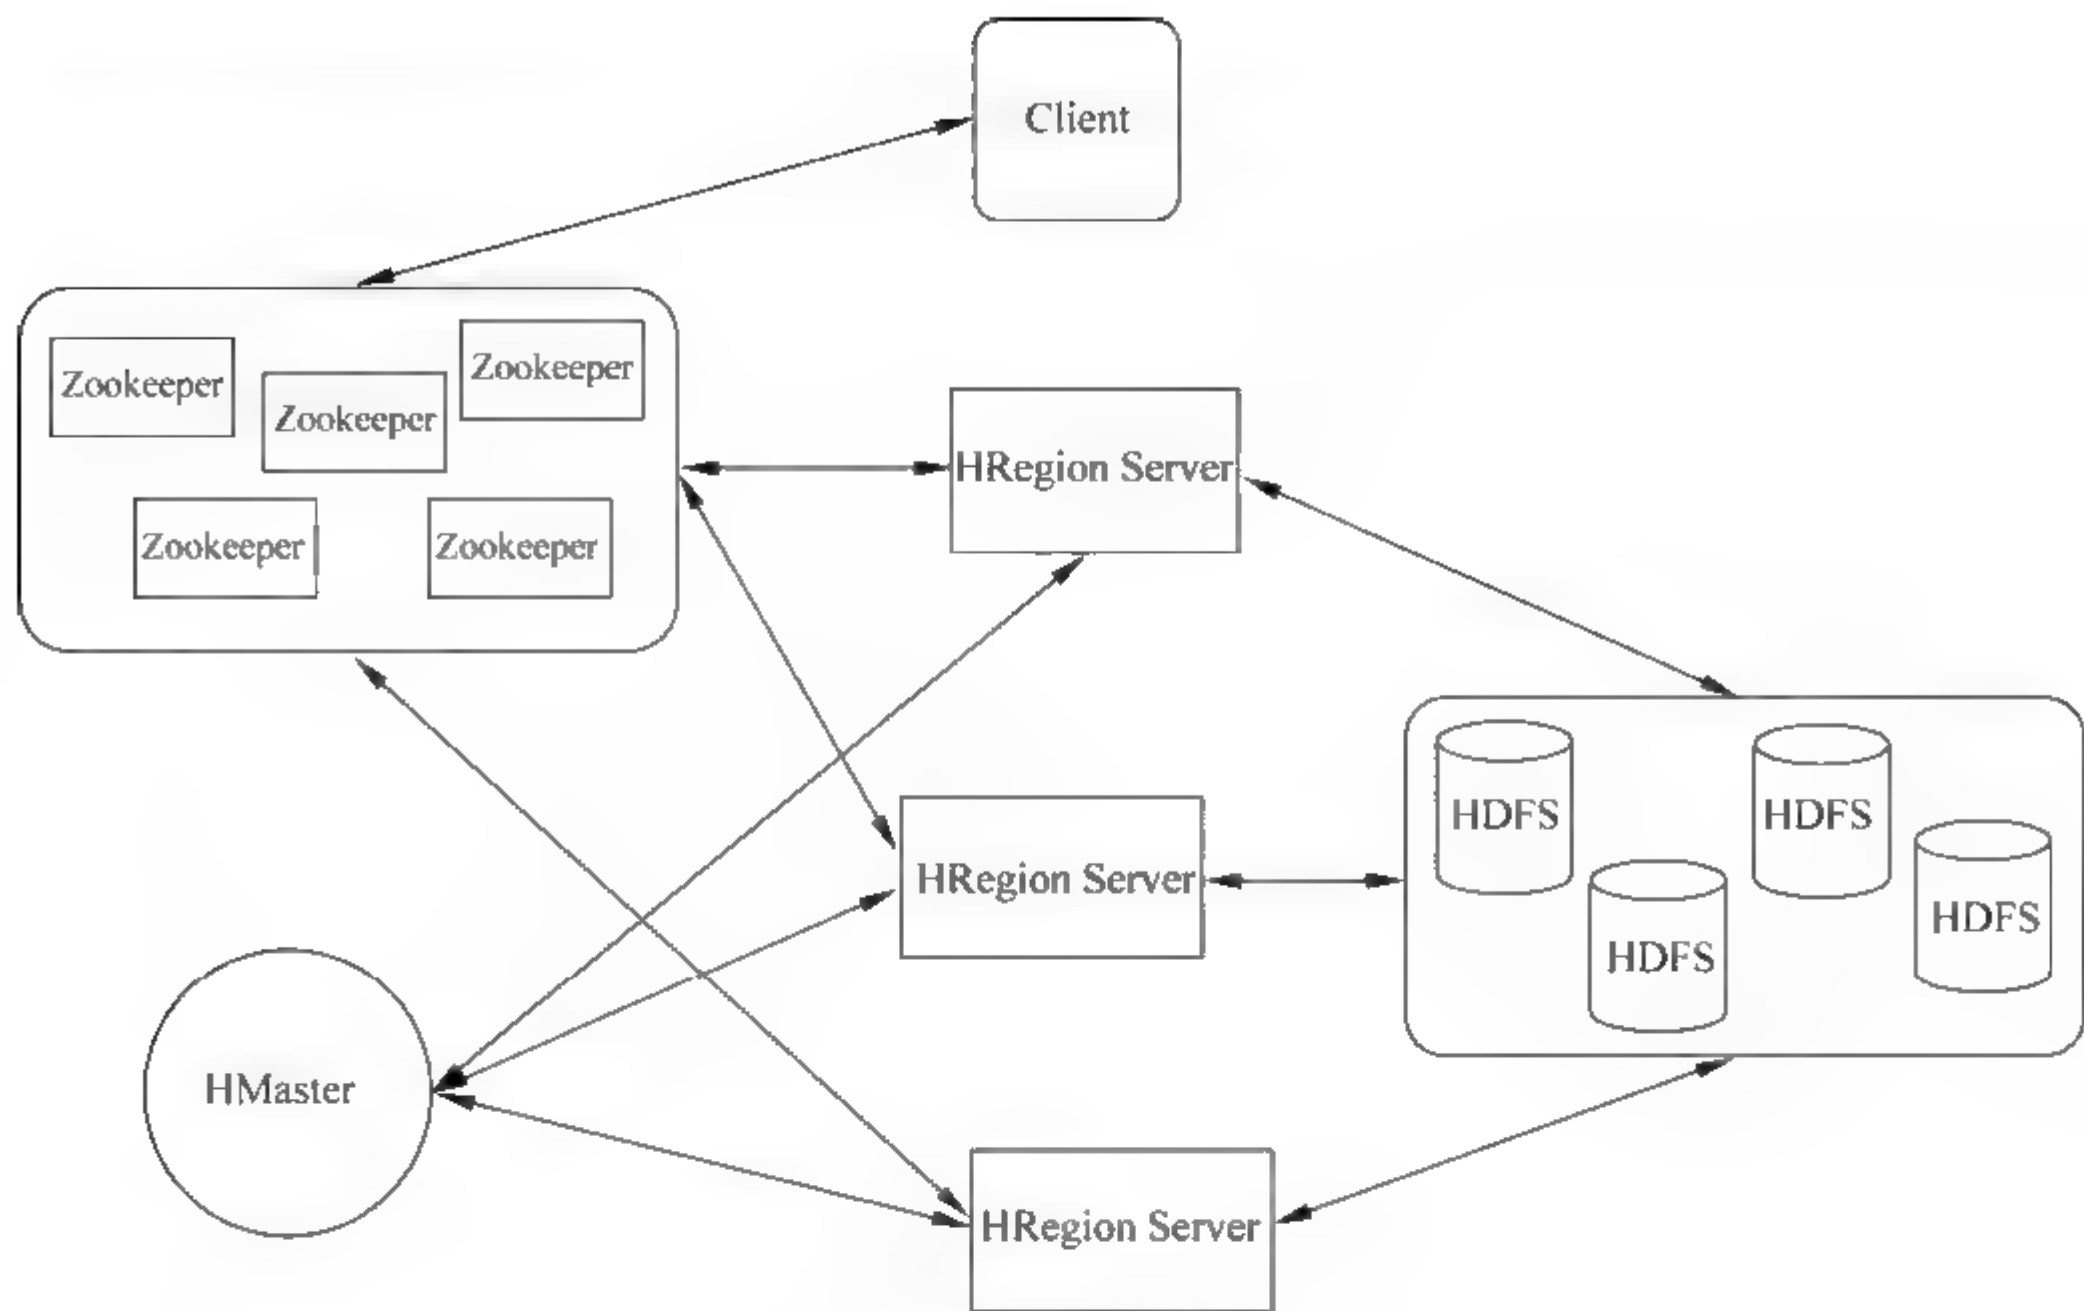 Client
Zookeeper
Zookeeper
Zookeeper
Zookeeper
Zookeeper
HRegion Server
HRegion Server
HRegion Server
HMaster
HDFS
HDFS
HDFS
HDFS